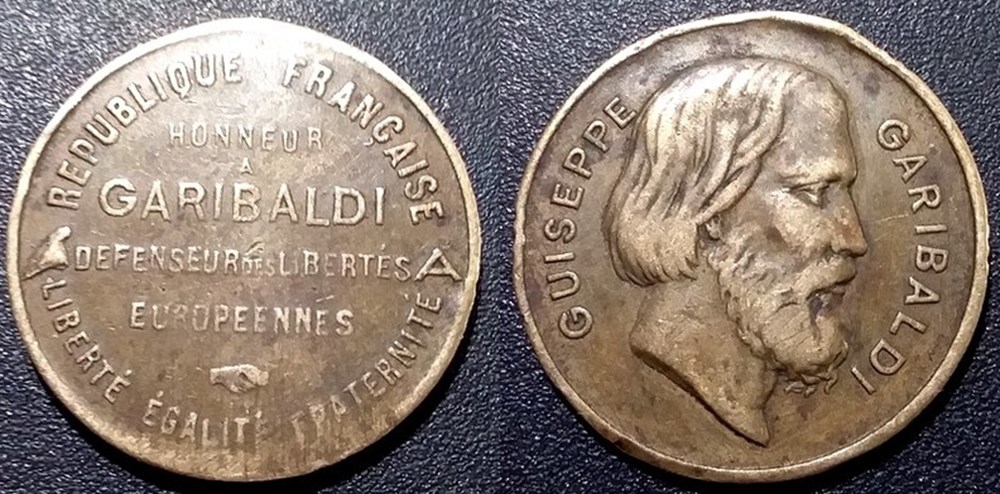 REPUBLIQUE FRANÇAISE
HONNEUR
A
GARIBALDI
DEFENSEUR DES LIBERTÉS
EUROPEENNES
LIBERTÉ ÉGALITÉ FRATERNITÉ
GUISEPPE GARIBALDI